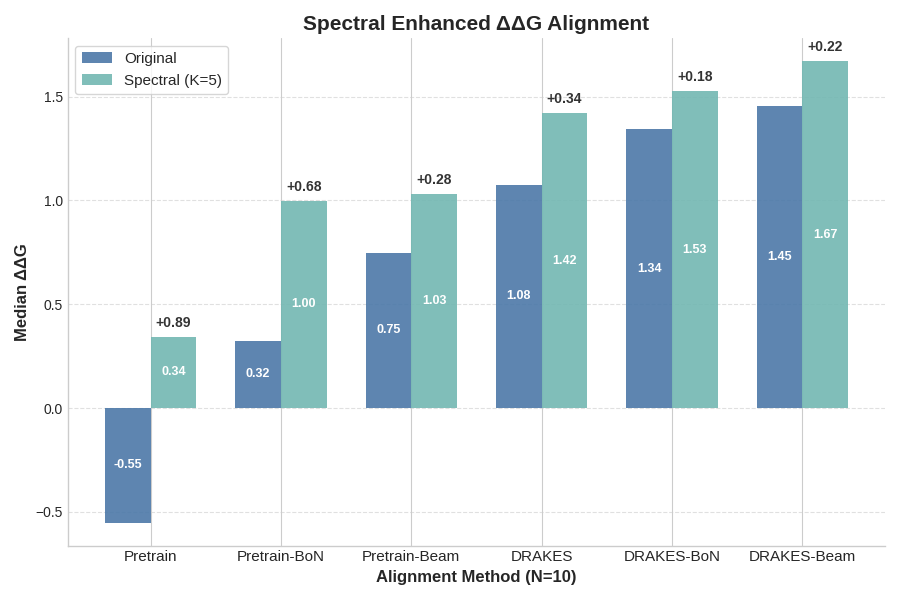 Spectral Enhanced ΔΔG Alignment
Original
Spectral (K=5)
Median ΔΔG
1.5
1.0
0.5
0.0
−0.5
+0.89
+0.68
+0.28
+0.34
+0.18
+0.22
-0.55
0.34
0.32
1.00
0.75
1.03
1.08
1.42
1.34
1.53
1.45
1.67
Pretrain
Pretrain-BoN
Pretrain-Beam
DRAKES
DRAKES-BoN
DRAKES-Beam
Alignment Method (N=10)